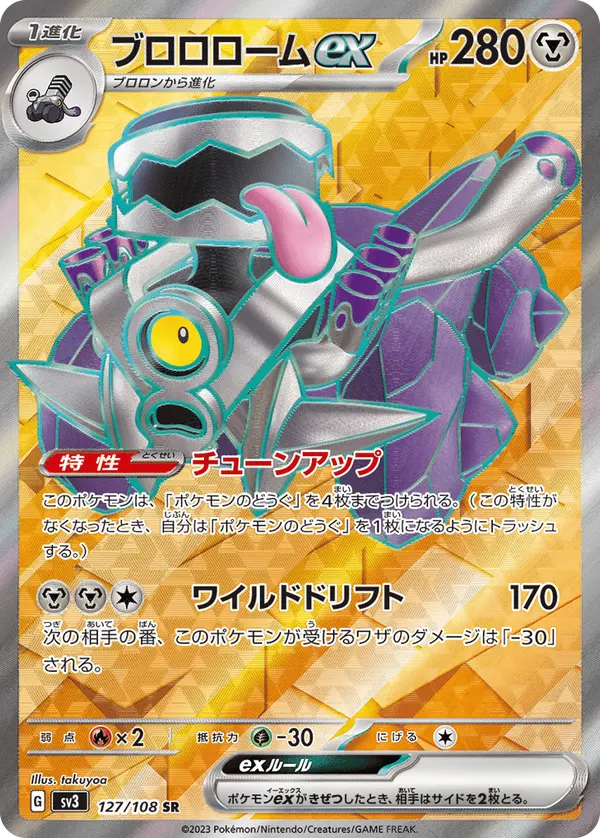 1進化
ブロロロームex HP280
ブロロンから進化
特性 とくせい チューンアップ
このポケモンは、「ポケモンのどうぐ」を4枚までつけられる。(この特性が
なくなったとき、自分は「ポケモンのどうぐ」を1枚になるようにトラッシュ
する。)
ワイルドドリフト 170
次の相手の番、このポケモンが受けるワザのダメージは「-30」
される。
弱点 ×2 抵抗力 -30 にげる
exルール
ポケモンexがきぜつしたとき、相手はサイドを2枚とる。
Illus. takuyoa
G sv3 127/108 SR
©2023 Pokémon/Nintendo/Creatures/GAME FREAK.